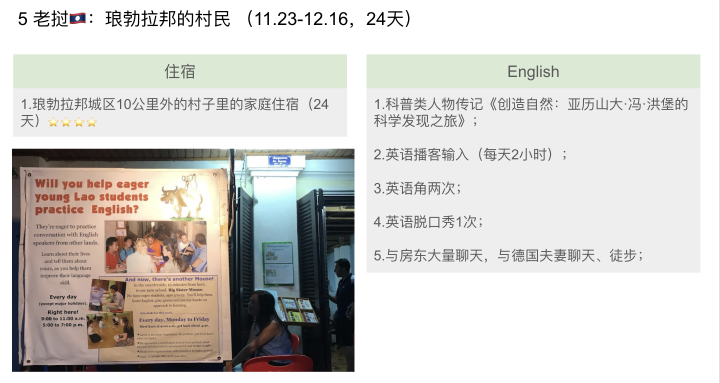 5 老挝🇱🇦：琅勃拉邦的村民 （11.23-12.16，24天）
住宿
1.琅勃拉邦城区10公里外的村子里的家庭住宿（24
天）⭐⭐⭐⭐
English
1.科普类人物传记《创造自然：亚历山大·冯·洪堡的
科学发现之旅》；
2.英语播客输入（每天2小时）；
3.英语角两次；
4.英语脱口秀1次；
5.与房东大量聊天，与德国夫妻聊天、徒步；
Will you help eager
young Lao students
practice English?
They're eager to practice
conversation with English
speakers from other lands.
Learn about their lives
and tell them about
yours, as you help them
improve their language
skill.
Every day
(except major holidays)
Right here!
9:00 to 11:00 a.m.
5:00 to 7:00 p.m.
And now, there's another Mouse!
Big Sister Mouse
Every day, Monday to Friday